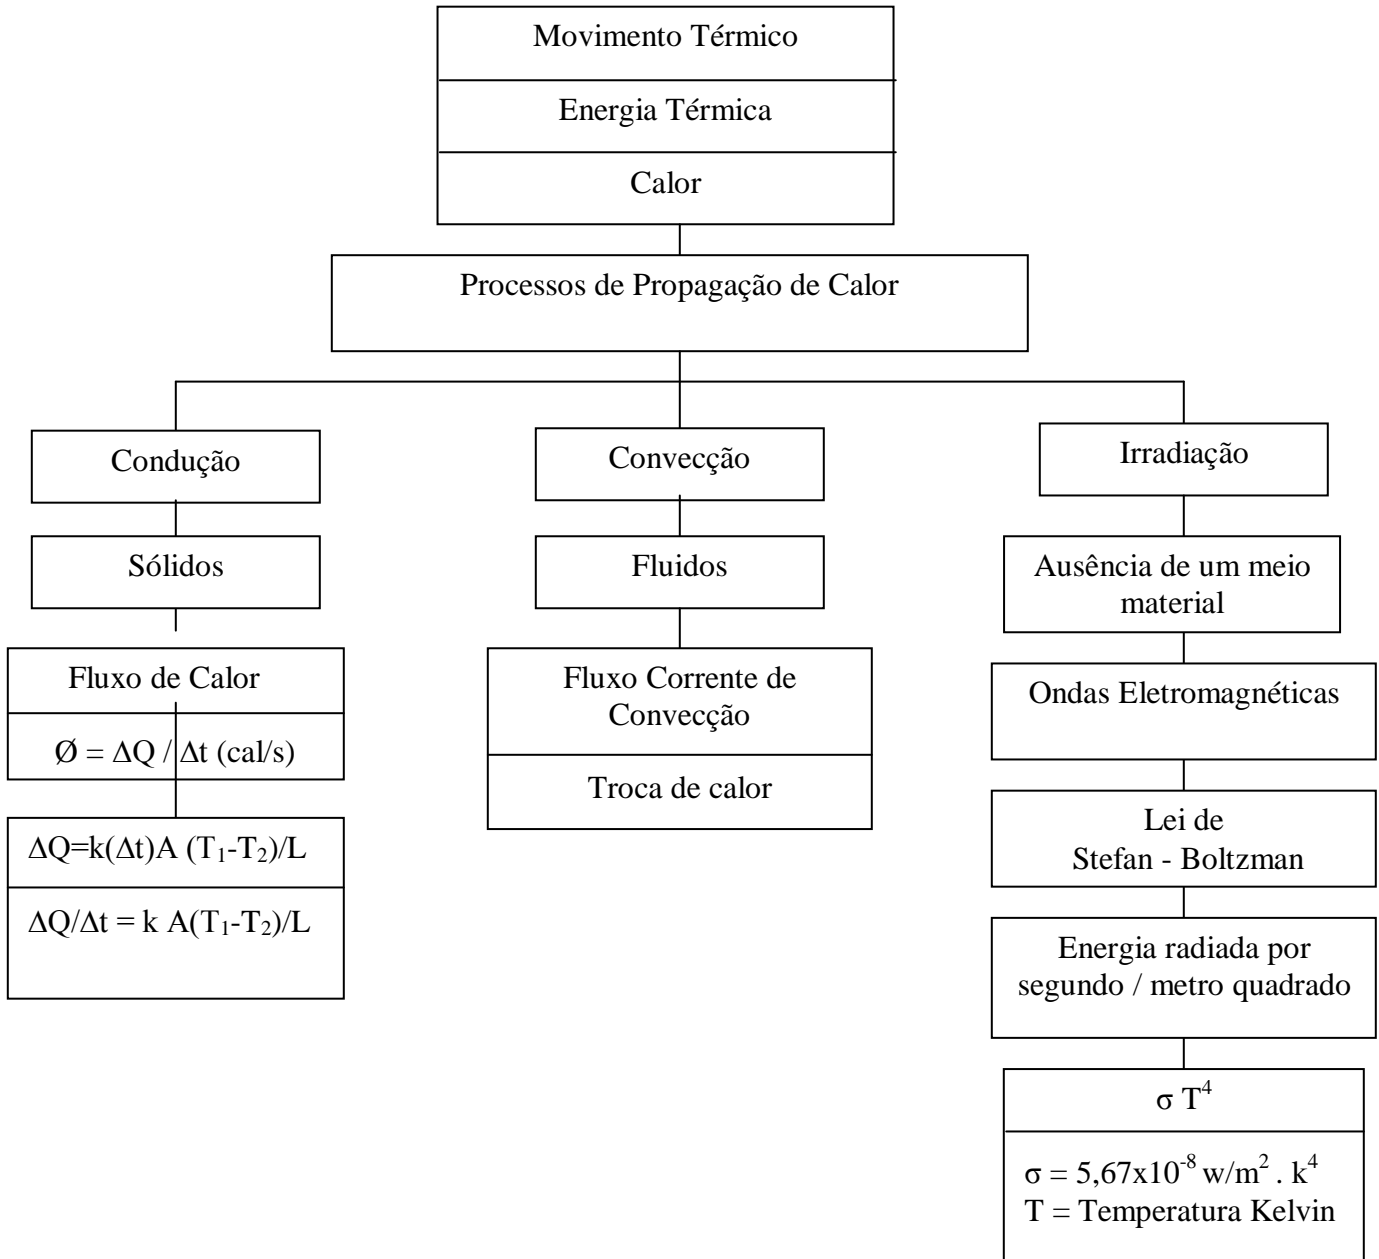 Movimento Térmico
Energia Térmica
Calor
Processos de Propagação de Calor
Condução
Sólidos
Fluxo de Calor
Ø = ΔQ / Δt (cal/s)
ΔQ=k(Δt)A (T₁-T₂)/L
ΔQ/Δt = k A(T₁-T₂)/L
Convecção
Fluidos
Fluxo Corrente de
Convecção
Troca de calor
Irradiação
Ausência de um meio
material
Ondas Eletromagnéticas
Lei de
Stefan - Boltzman
Energia radiada por
segundo / metro quadrado
σ T⁴
σ = 5,67x10⁻⁸ w/m² . k⁴
T = Temperatura Kelvin